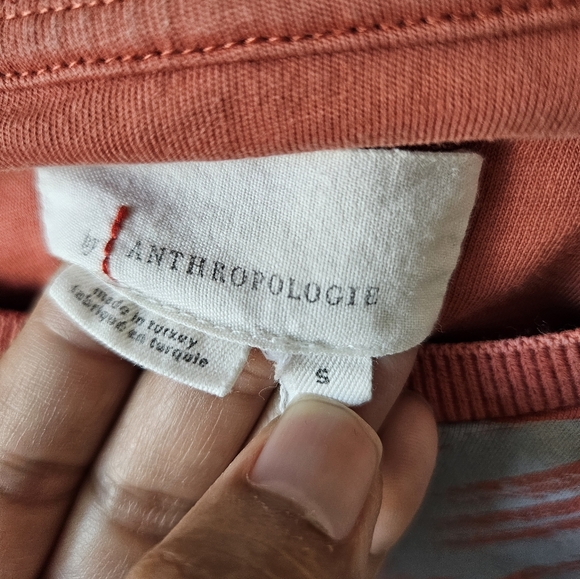 by ANTHROPOLOGIE
made in turkey
fabriqué en turquie
S